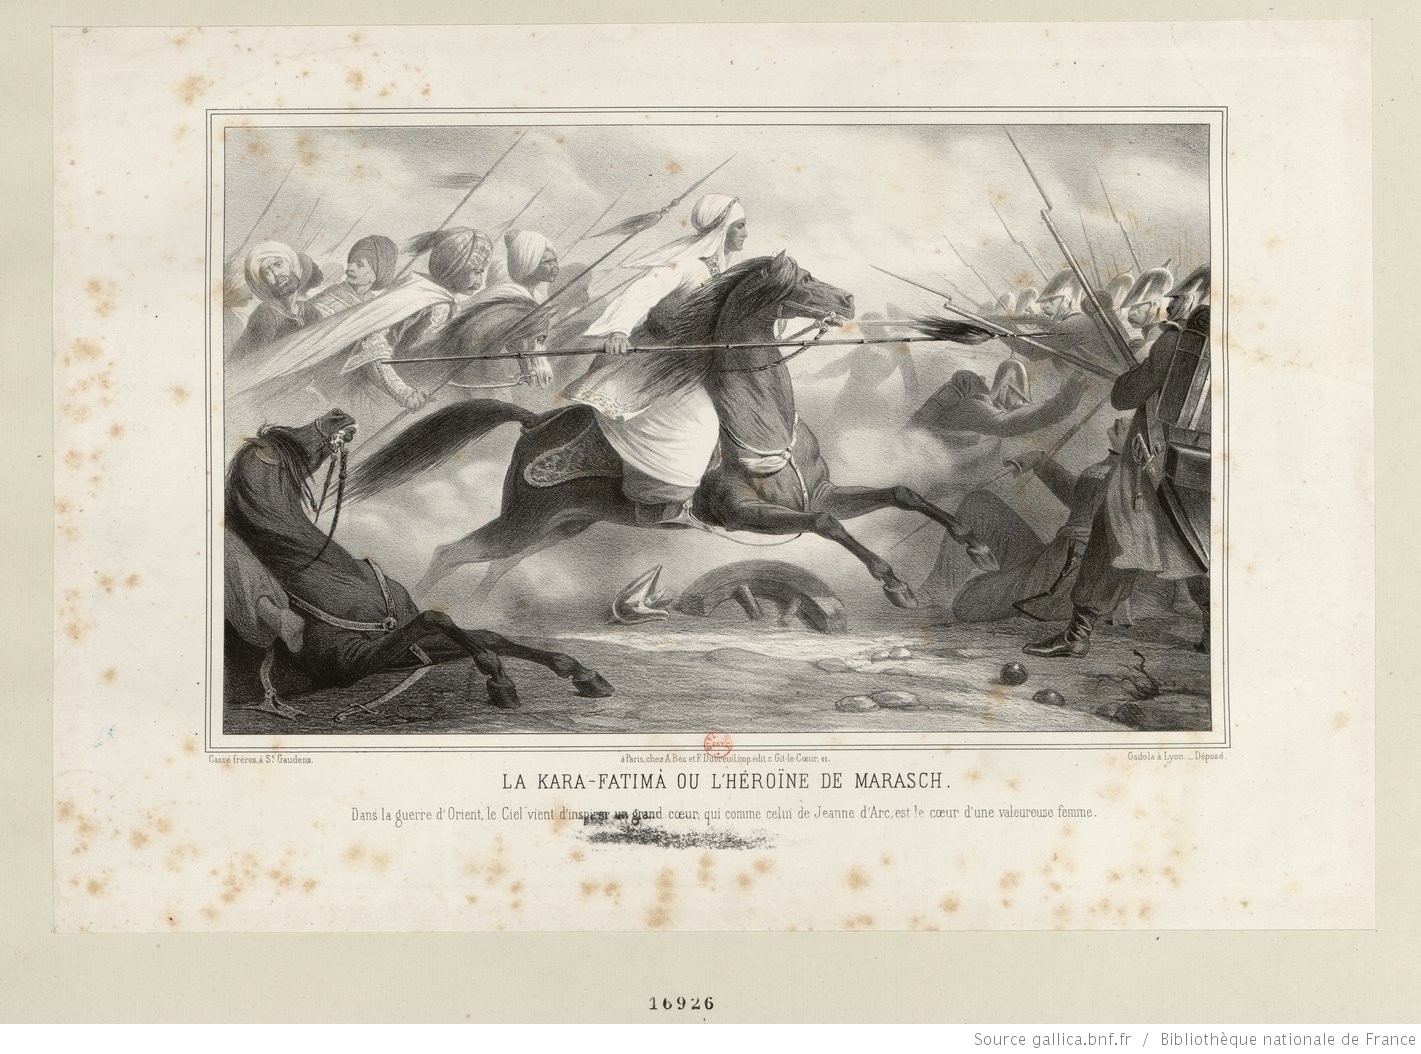 Cassé frères, à St. Gaudens.
à Paris, chez A. Bès et F. Dubreuil, imp. édit. r. Gît-le-Cœur, 11.
Gadola à Lyon. _ Déposé.
LA KARA-FATIMÀ OU L'HÉROÏNE DE MARASCH.
Dans la guerre d'Orient, le Ciel vient d'inspirer un grand cœur, qui comme celui de Jeanne d'Arc, est le cœur d'une valeureuse femme.
16926
Source gallica.bnf.fr / Bibliothèque nationale de France